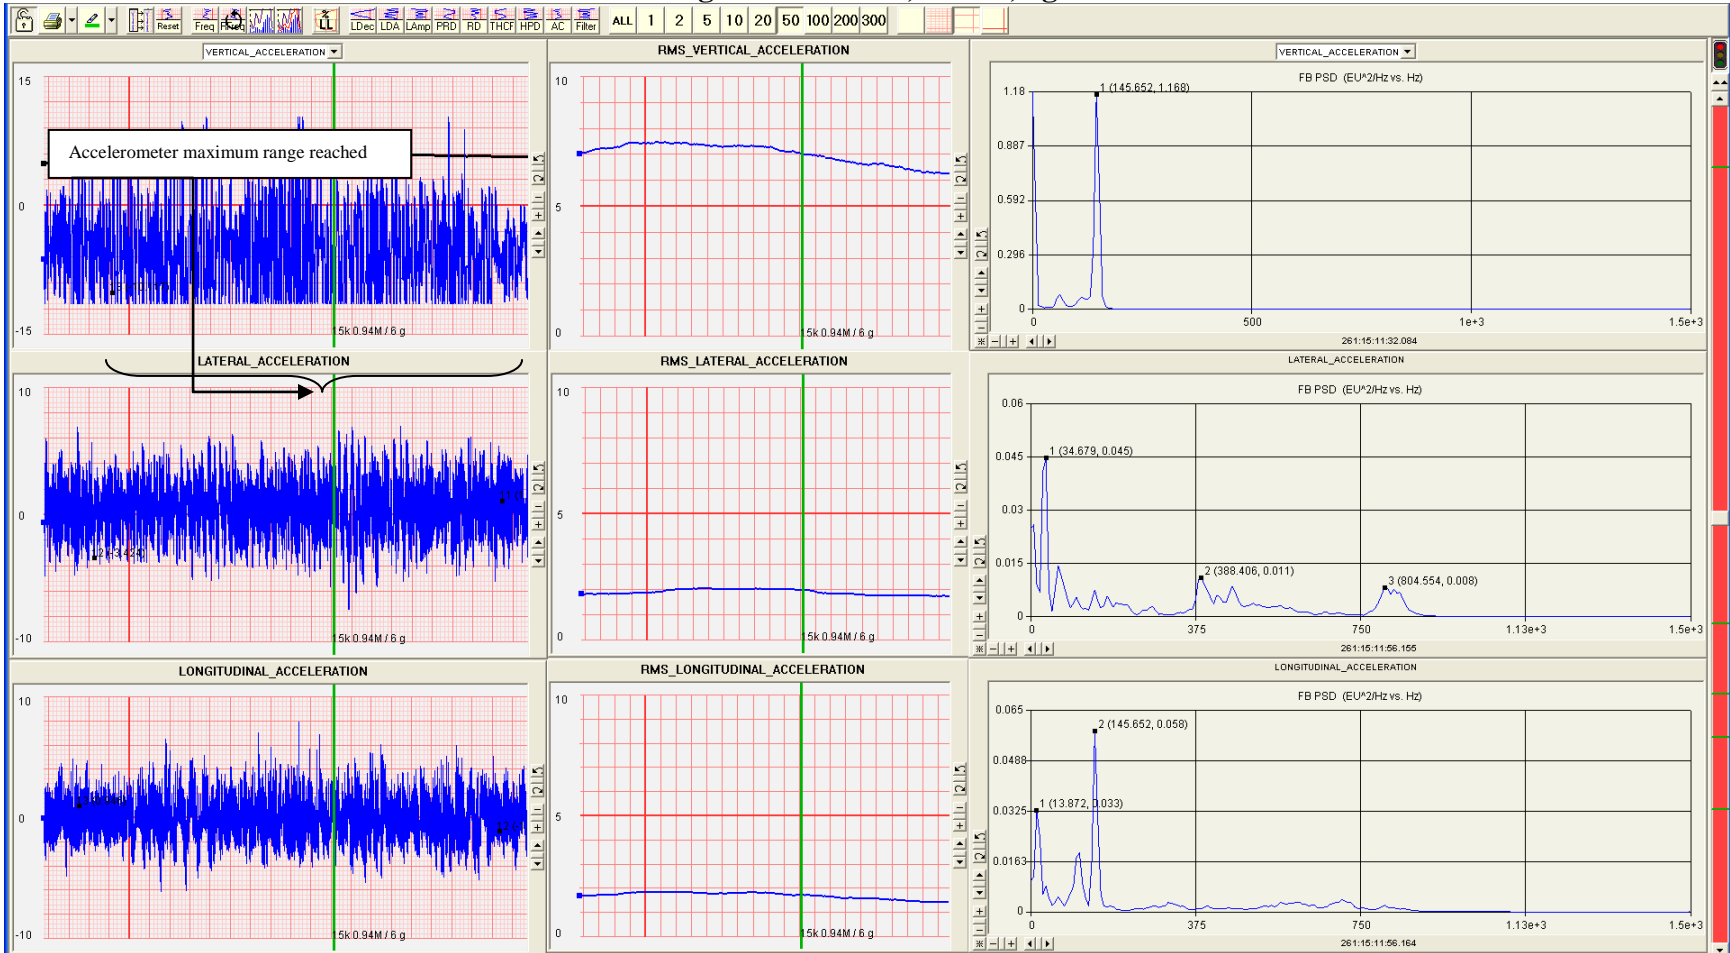 Reset Freq LL LDec LDA LAmp PRD RD THCF HPD AC Filter ALL 1 2 5 10 20 50 100 200 300
VERTICAL_ACCELERATION
15
Accelerometer maximum range reached
0
-15
15k 0.94M / 6 g
RMS_VERTICAL_ACCELERATION
10
5
0
15k 0.94M / 6 g
VERTICAL_ACCELERATION
FB PSD (EU^2/Hz vs. Hz)
1.18
1 (145.652, 1.168)
0.887
0.592
0.296
0
0 500 1e+3 1.5e+3
261:15:11:32.084
LATERAL_ACCELERATION
10
0
12 (-3.424)
-10
15k 0.94M / 6 g
RMS_LATERAL_ACCELERATION
10
5
0
15k 0.94M / 6 g
LATERAL_ACCELERATION
FB PSD (EU^2/Hz vs. Hz)
0.06
0.045
1 (34.679, 0.045)
0.03
0.015
2 (388.406, 0.011)
3 (804.554, 0.008)
0
0 375 750 1.13e+3 1.5e+3
261:15:11:56.155
LONGITUDINAL_ACCELERATION
10
0
-10
15k 0.94M / 6 g
RMS_LONGITUDINAL_ACCELERATION
10
5
0
15k 0.94M / 6 g
LONGITUDINAL_ACCELERATION
FB PSD (EU^2/Hz vs. Hz)
0.065
2 (145.652, 0.058)
0.0488
0.0325
1 (13.872, 0.033)
0.0163
0
0 375 750 1.13e+3 1.5e+3
261:15:11:56.164